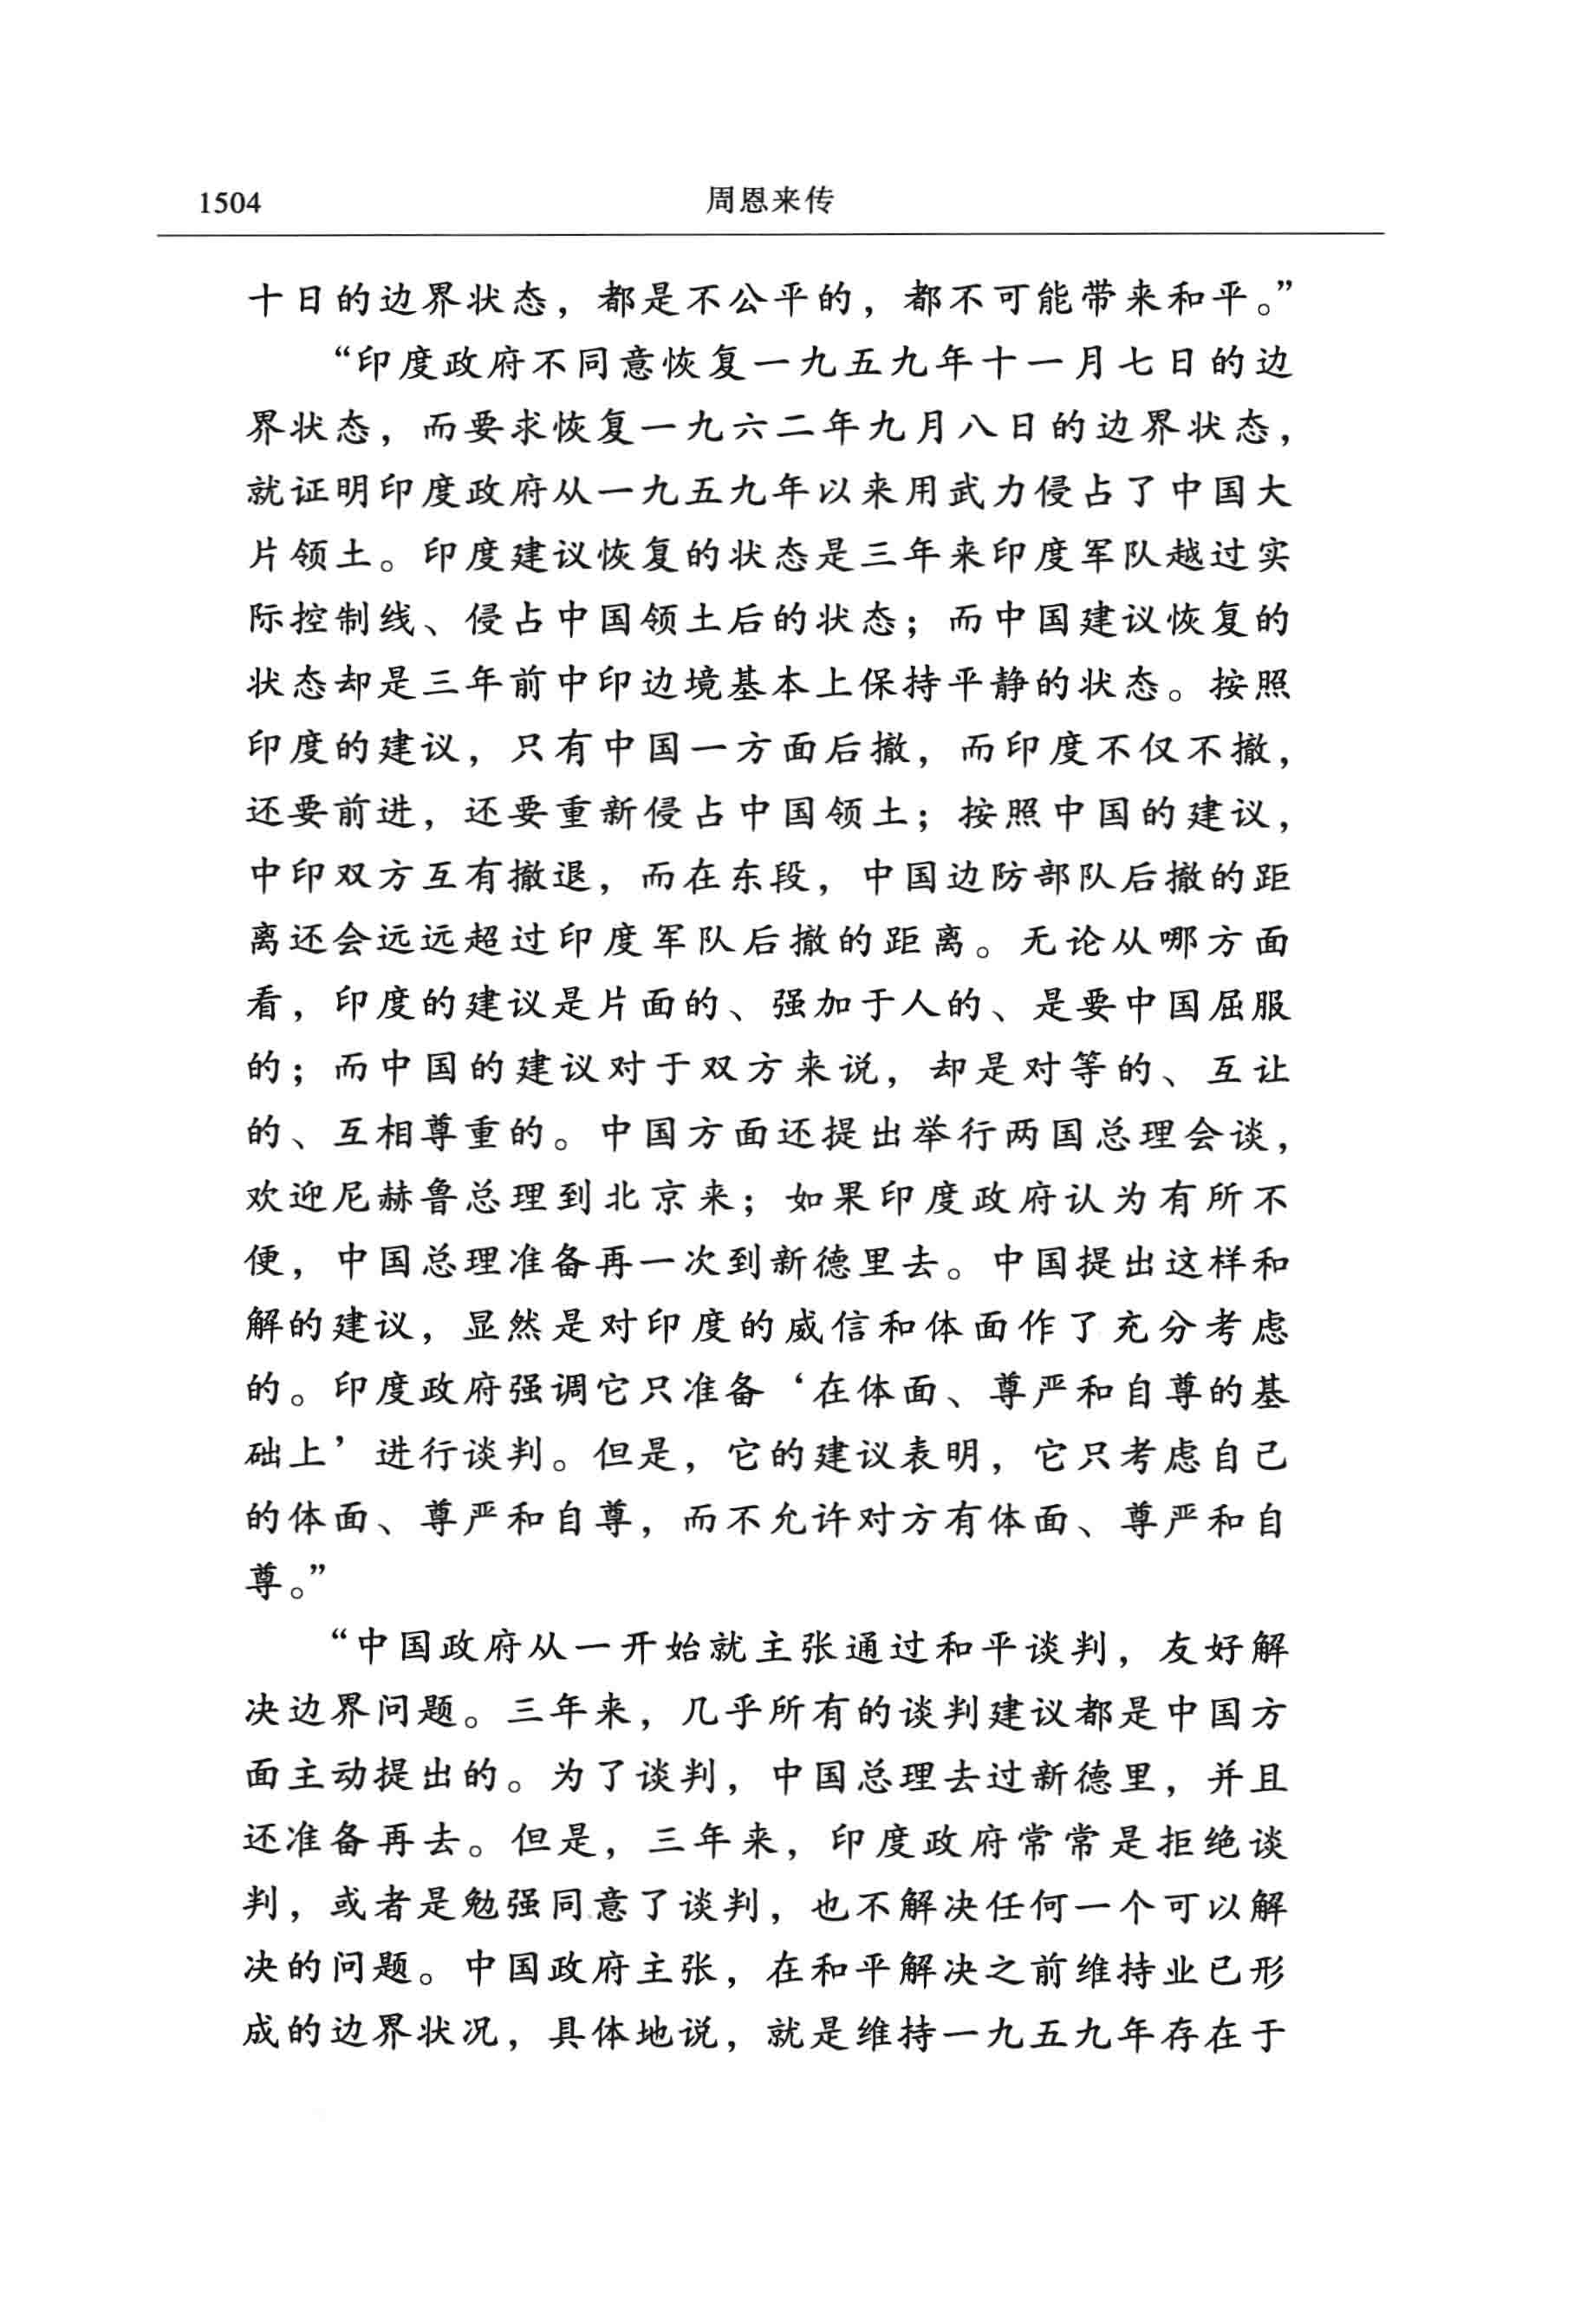 1504
周恩来传
十日的边界状态，都是不公平的，都不可能带来和平。”
“印度政府不同意恢复一九五九年十一月七日的边
界状态，而要求恢复一九六二年九月八日的边界状态，
就证明印度政府从一九五九年以来用武力侵占了中国大
片领土。印度建议恢复的状态是三年来印度军队越过实
际控制线、侵占中国领土后的状态；而中国建议恢复的
状态却是三年前中印边境基本上保持平静的状态。按照
印度的建议，只有中国一方面后撤，而印度不仅不撤，
还要前进，还要重新侵占中国领土；按照中国的建议，
中印双方互有撤退，而在东段，中国边防部队后撤的距
离还会远远超过印度军队后撤的距离。无论从哪方面
看，印度的建议是片面的、强加于人的、是要中国屈服
的；而中国的建议对于双方来说，却是对等的、互让
的、互相尊重的。中国方面还提出举行两国总理会谈，
欢迎尼赫鲁总理到北京来；如果印度政府认为有所不
便，中国总理准备再一次到新德里去。中国提出这样和
解的建议，显然是对印度的威信和体面作了充分考虑
的。印度政府强调它只准备‘在体面、尊严和自尊的基
础上’进行谈判。但是，它的建议表明，它只考虑自己
的体面、尊严和自尊，而不允许对方有体面、尊严和自
尊。”
“中国政府从一开始就主张通过和平谈判，友好解
决边界问题。三年来，几乎所有的谈判建议都是中国方
面主动提出的。为了谈判，中国总理去过新德里，并且
还准备再去。但是，三年来，印度政府常常是拒绝谈
判，或者是勉强同意了谈判，也不解决任何一个可以解
决的问题。中国政府主张，在和平解决之前维持业已形
成的边界状况，具体地说，就是维持一九五九年存在于